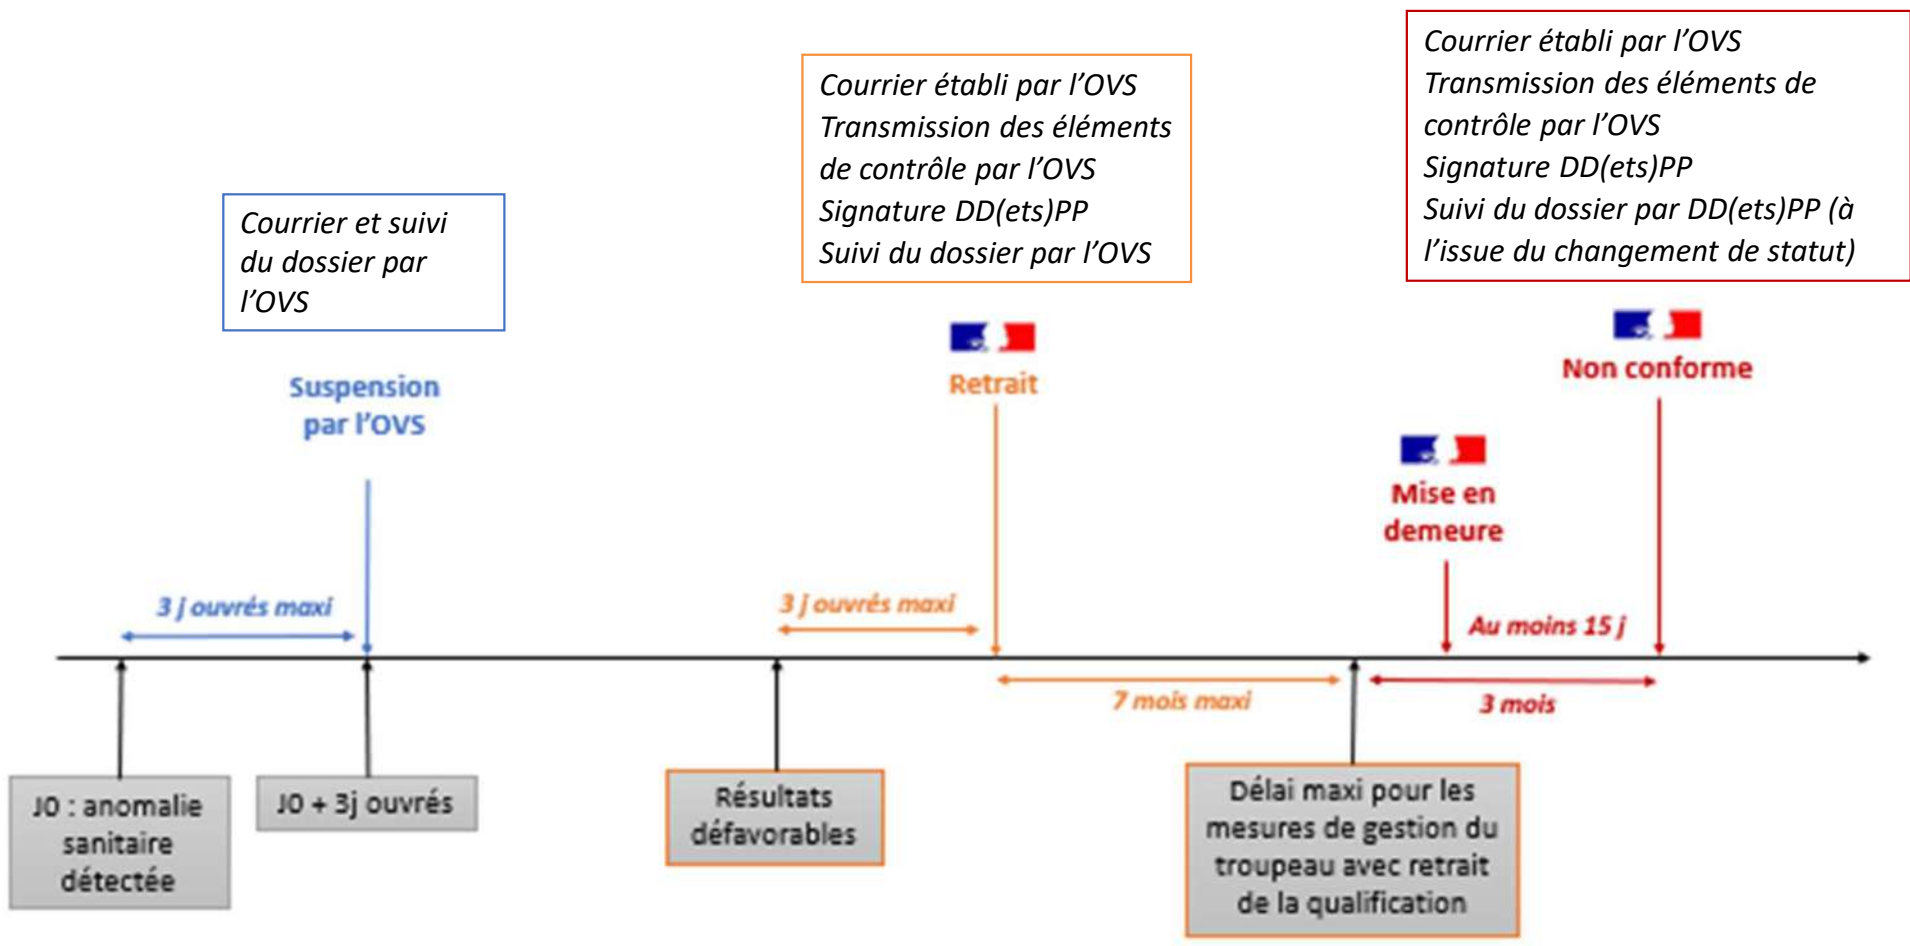 Courrier et suivi
du dossier par
l’OVS
Courrier établi par l’OVS
Transmission des éléments
de contrôle par l’OVS
Signature DD(ets)PP
Suivi du dossier par l’OVS
Courrier établi par l’OVS
Transmission des éléments de
contrôle par l’OVS
Signature DD(ets)PP
Suivi du dossier par DD(ets)PP (à
l’issue du changement de statut)
Suspension
par l’OVS
Retrait
Non conforme
Mise en
demeure
3 j ouvrés maxi
3 j ouvrés maxi
Au moins 15 j
7 mois maxi
3 mois
J0 : anomalie
sanitaire
détectée
J0 + 3j ouvrés
Résultats
défavorables
Délai maxi pour les
mesures de gestion du
troupeau avec retrait
de la qualification